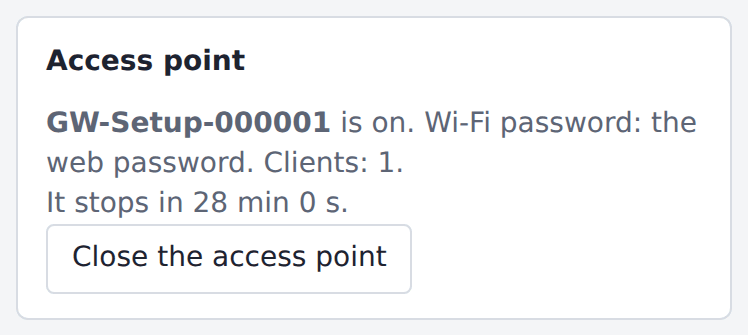 Access point
GW-Setup-000001 is on. Wi-Fi password: the
web password. Clients: 1.
It stops in 28 min 0 s.
Close the access point